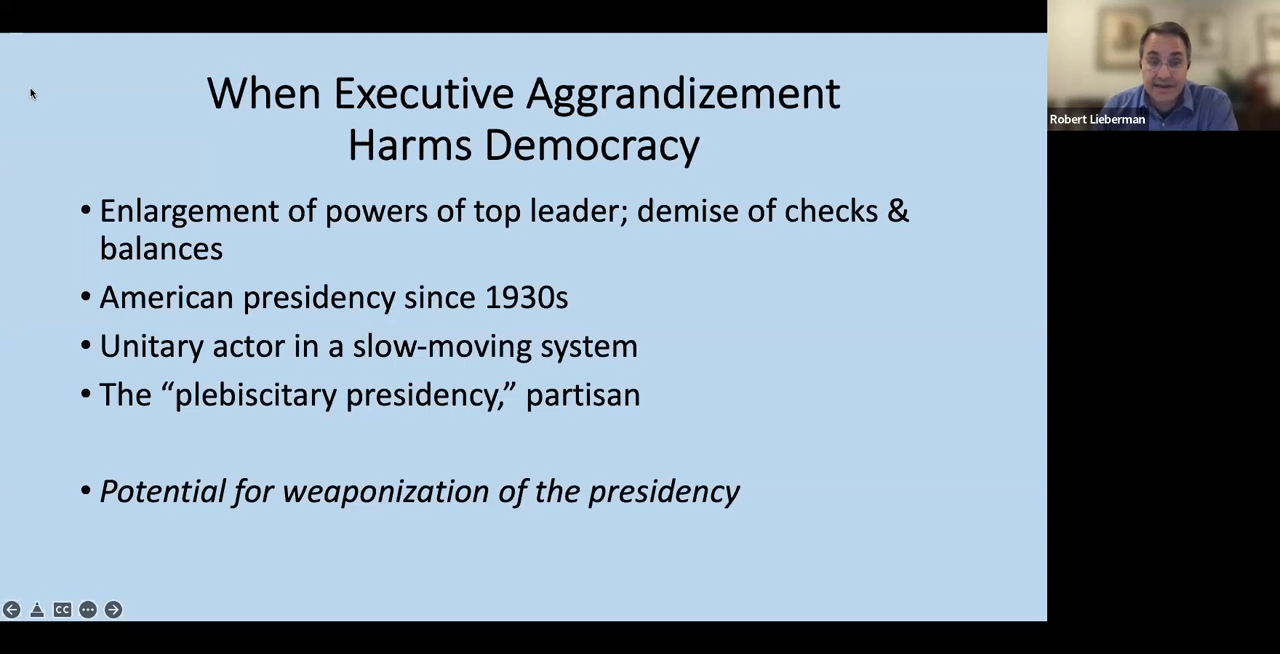 When Executive Aggrandizement
Harms Democracy
• Enlargement of powers of top leader; demise of checks &
balances
• American presidency since 1930s
• Unitary actor in a slow-moving system
• The “plebiscitary presidency,” partisan
• Potential for weaponization of the presidency
CC
Robert Lieberman